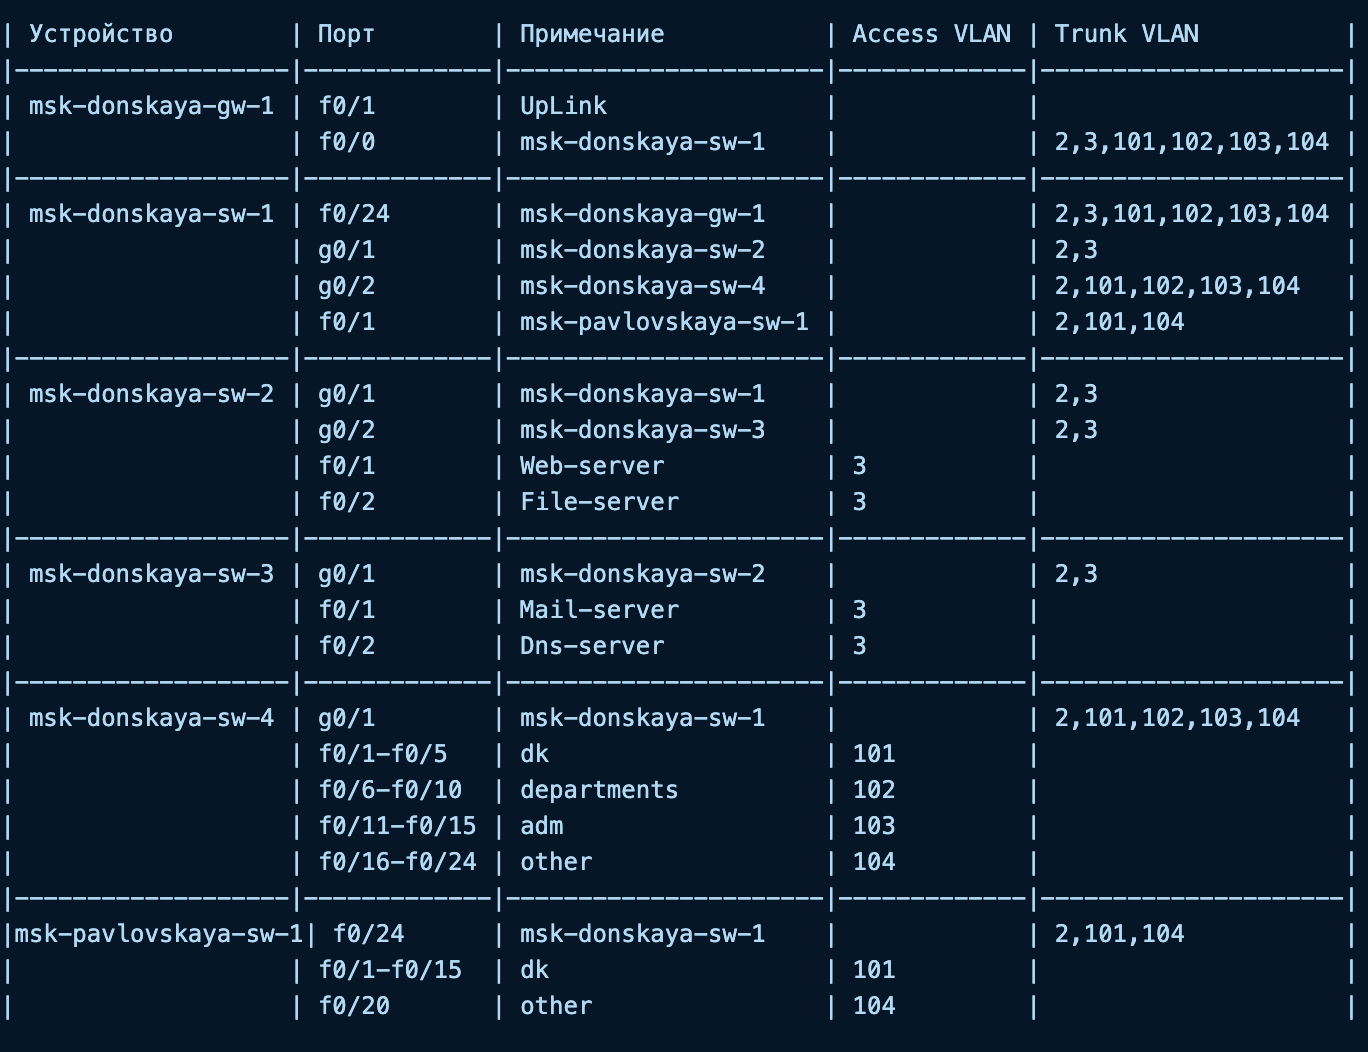 | Устройство        | Порт        | Примечание           | Access VLAN | Trunk VLAN          |
|-------------------|-------------|----------------------|-------------|---------------------|
| msk-donskaya-gw-1 | f0/1        | UpLink               |             |                     |
|                   | f0/0        | msk-donskaya-sw-1    |             | 2,3,101,102,103,104 |
|-------------------|-------------|----------------------|-------------|---------------------|
| msk-donskaya-sw-1 | f0/24       | msk-donskaya-gw-1    |             | 2,3,101,102,103,104 |
|                   | g0/1        | msk-donskaya-sw-2    |             | 2,3                 |
|                   | g0/2        | msk-donskaya-sw-4    |             | 2,101,102,103,104   |
|                   | f0/1        | msk-pavlovskaya-sw-1 |             | 2,101,104           |
|-------------------|-------------|----------------------|-------------|---------------------|
| msk-donskaya-sw-2 | g0/1        | msk-donskaya-sw-1    |             | 2,3                 |
|                   | g0/2        | msk-donskaya-sw-3    |             | 2,3                 |
|                   | f0/1        | Web-server           | 3           |                     |
|                   | f0/2        | File-server          | 3           |                     |
|-------------------|-------------|----------------------|-------------|---------------------|
| msk-donskaya-sw-3 | g0/1        | msk-donskaya-sw-2    |             | 2,3                 |
|                   | f0/1        | Mail-server          | 3           |                     |
|                   | f0/2        | Dns-server           | 3           |                     |
|-------------------|-------------|----------------------|-------------|---------------------|
| msk-donskaya-sw-4 | g0/1        | msk-donskaya-sw-1    |             | 2,101,102,103,104   |
|                   | f0/1-f0/5   | dk                   | 101         |                     |
|                   | f0/6-f0/10  | departments          | 102         |                     |
|                   | f0/11-f0/15 | adm                  | 103         |                     |
|                   | f0/16-f0/24 | other                | 104         |                     |
|-------------------|-------------|----------------------|-------------|---------------------|
|msk-pavlovskaya-sw-1| f0/24      | msk-donskaya-sw-1    |             | 2,101,104           |
|                   | f0/1-f0/15  | dk                   | 101         |                     |
|                   | f0/20       | other                | 104         |                     |